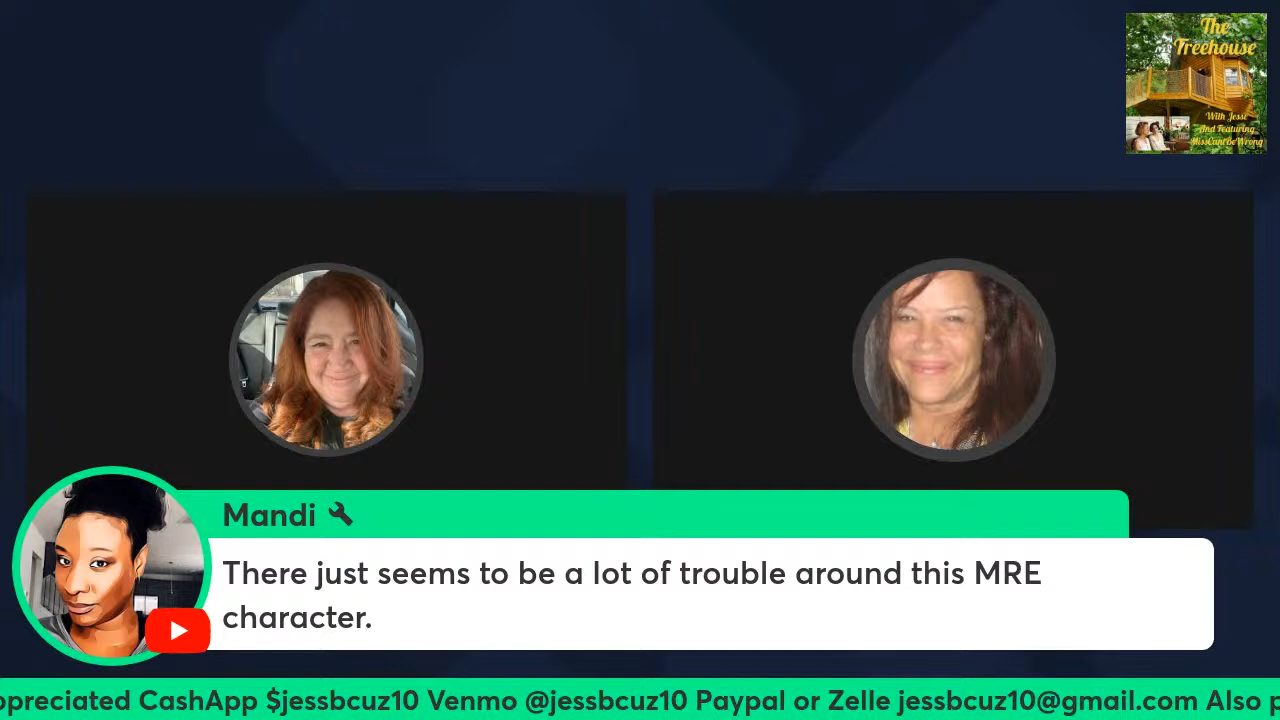 The
Treehouse
With Jesse
And Featuring
MissCantBeWrong
Mandi
There just seems to be a lot of trouble around this MRE
character.
ppreciated CashApp $jessbcuz10 Venmo @jessbcuz10 Paypal or Zelle jessbcuz10@gmail.com Also p